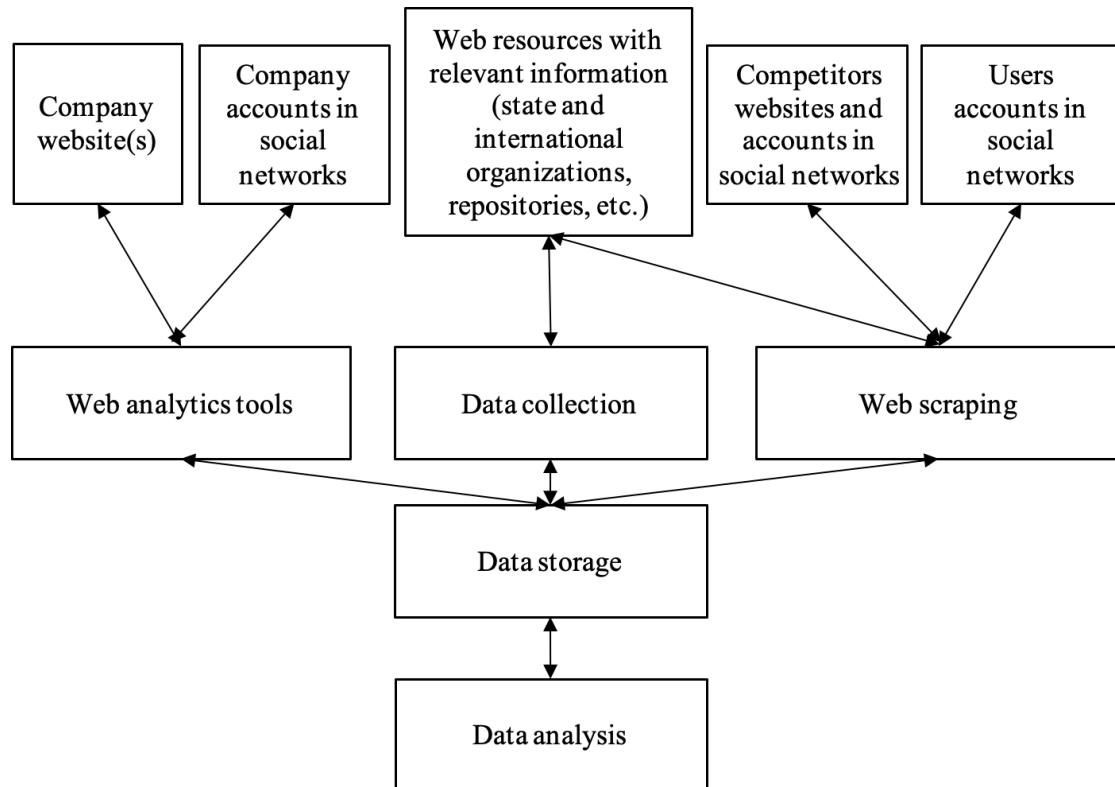 Company
website(s)
Company
accounts in
social
networks
Web resources with
relevant information
(state and
international
organizations,
repositories, etc.)
Competitors
websites and
accounts in
social networks
Users
accounts in
social
networks
Web analytics tools
Data collection
Web scraping
Data storage
Data analysis